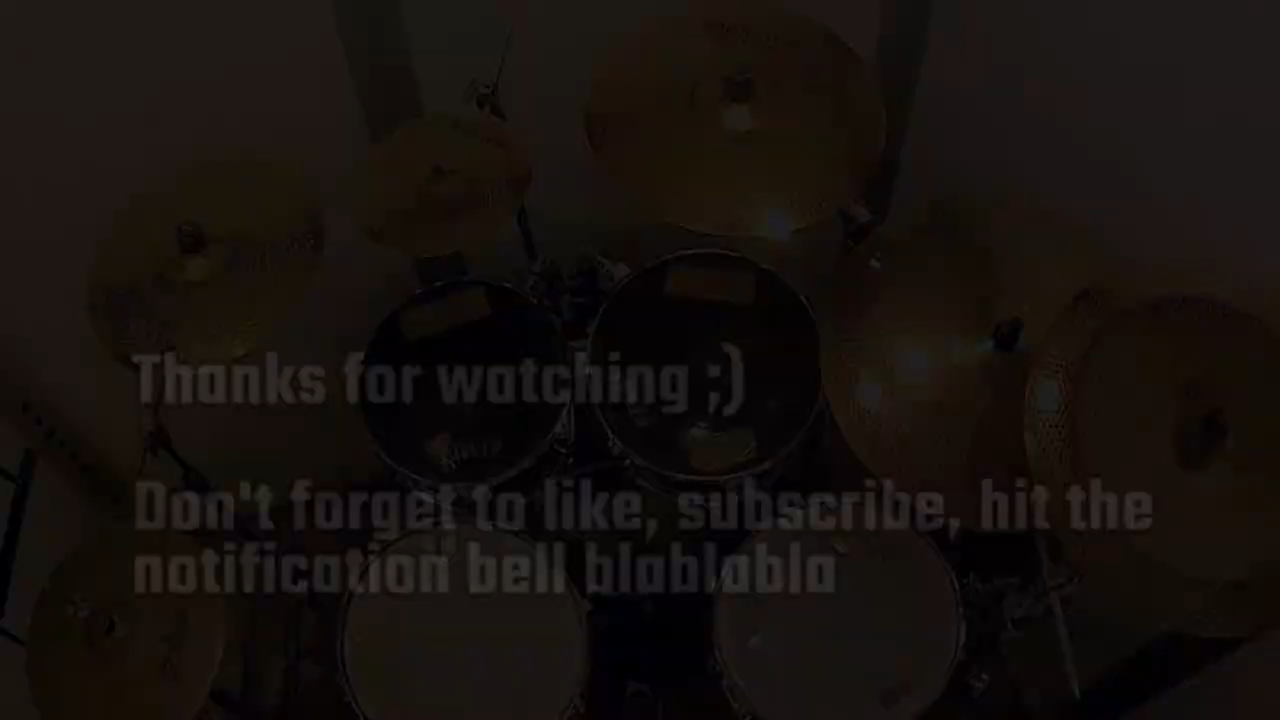 Thanks for watching ;)
Don't forget to like, subscribe, hit the
notification bell blablabla